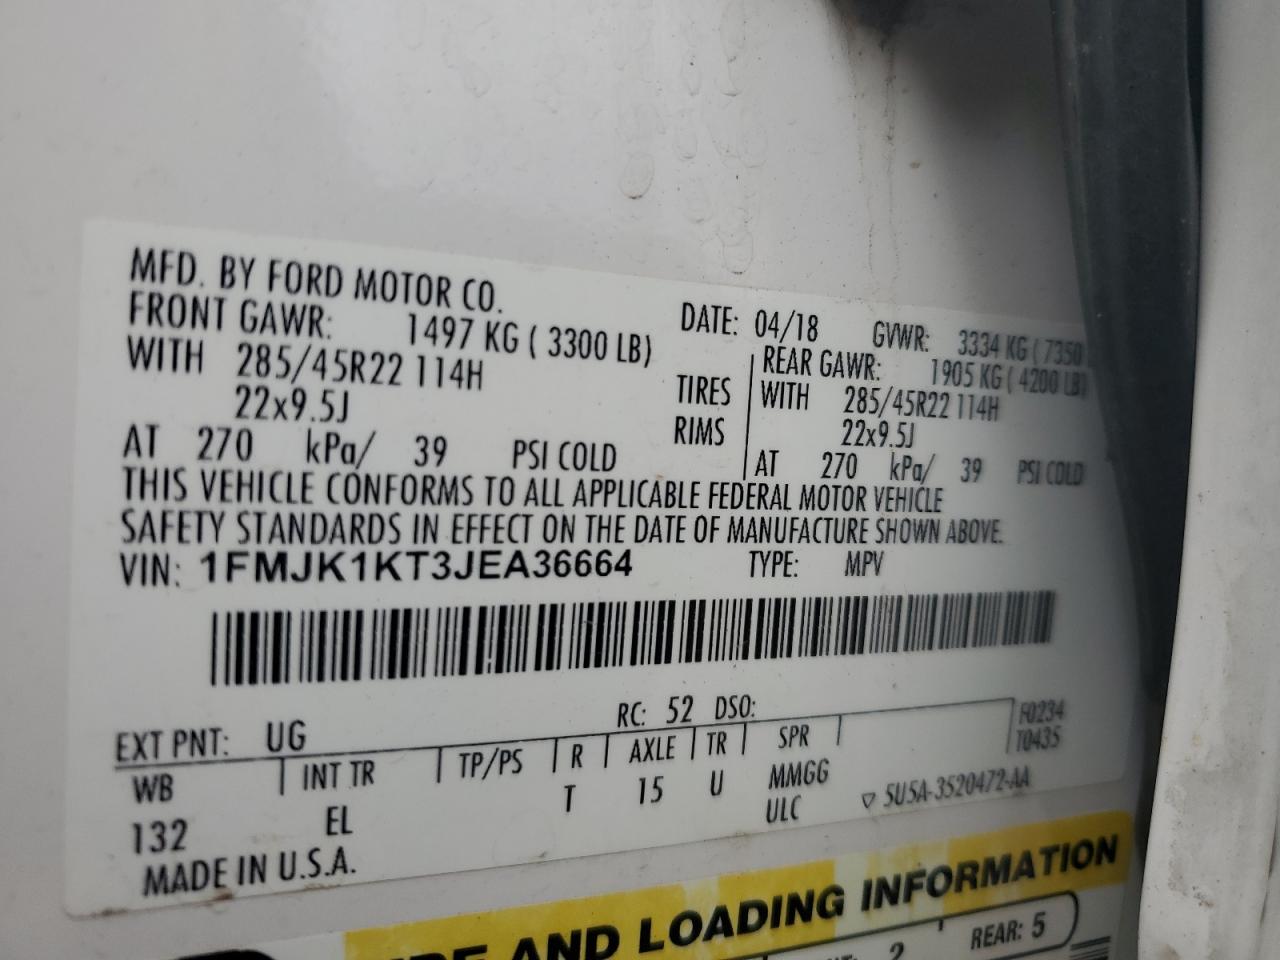 MFD. BY FORD MOTOR CO.
DATE: 04/18 GVWR: 3334 KG ( 7350
FRONT GAWR: 1497 KG ( 3300 LB)
REAR GAWR: 1905 KG ( 4200 LB)
WITH 285/45R22 114H TIRES WITH 285/45R22 114H
22x9.5J RIMS 22x9.5J
AT 270 kPa/ 39 PSI COLD AT 270 kPa/ 39 PSI COLD
THIS VEHICLE CONFORMS TO ALL APPLICABLE FEDERAL MOTOR VEHICLE
SAFETY STANDARDS IN EFFECT ON THE DATE OF MANUFACTURE SHOWN ABOVE.
VIN: 1FMJK1KT3JEA36664 TYPE: MPV
EXT PNT: UG RC: 52 DSO:
F0234
T0435
WB INT TR TP/PS R AXLE TR SPR
132 EL T 15 U MMGG
ULC ▽ 5U5A-3520472-AA
MADE IN U.S.A.
AND LOADING INFORMATION
2 REAR: 5